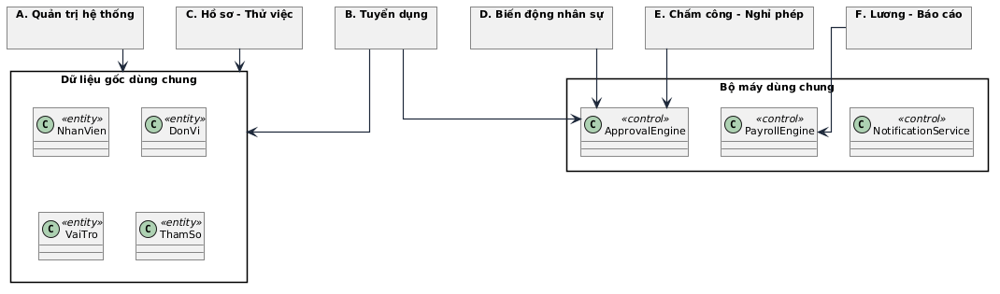 A. Quản trị hệ thống
C. Hồ sơ - Thử việc
B. Tuyển dụng
D. Biến động nhân sự
E. Chấm công - Nghỉ phép
F. Lương - Báo cáo
Dữ liệu gốc dùng chung
C «entity» NhanVien
C «entity» DonVi
C «entity» VaiTro
C «entity» ThamSo
Bộ máy dùng chung
C «control» ApprovalEngine
C «control» PayrollEngine
C «control» NotificationService